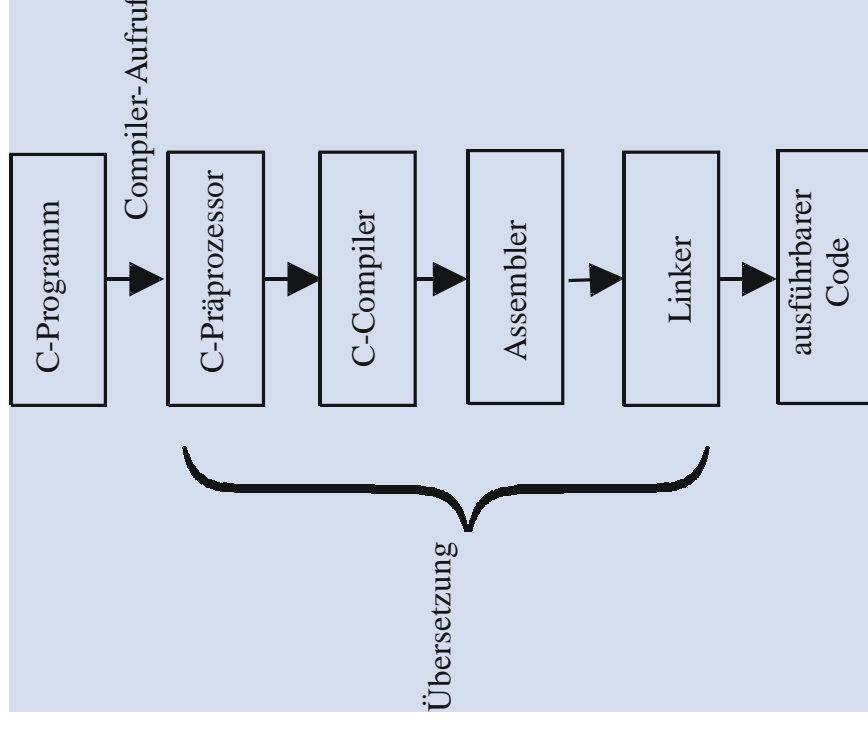 C-Programm
Compiler-Aufruf
C-Präprozessor
C-Compiler
Assembler
Linker
ausführbarer
Code
Übersetzung